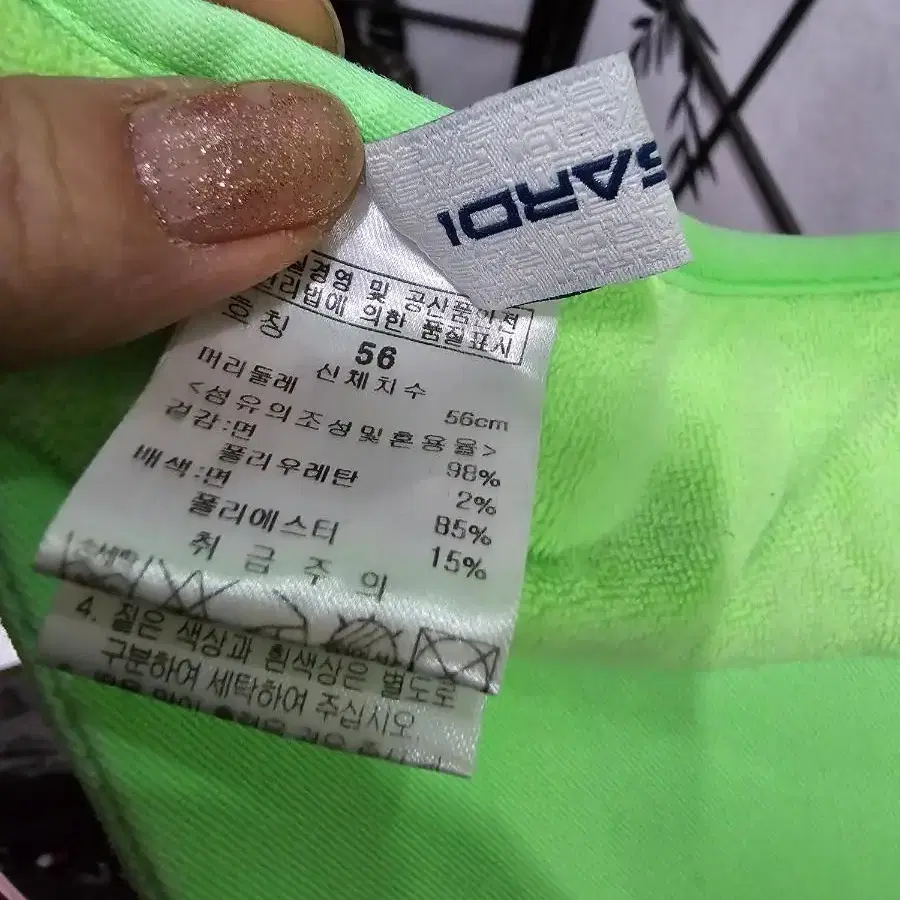 SARDI
품질경영 및 공산품안전
관리법에 의한 품질표시
호칭 56
머리둘레 신체치수 56cm
<섬유의조성및혼용율>
겉감:면 98%
폴리우레탄 2%
배색:면 85%
폴리에스터 15%
취급주의
손세탁
4. 짙은 색상과 흰색상은 별도로
구분하여 세탁하여 주십시오.